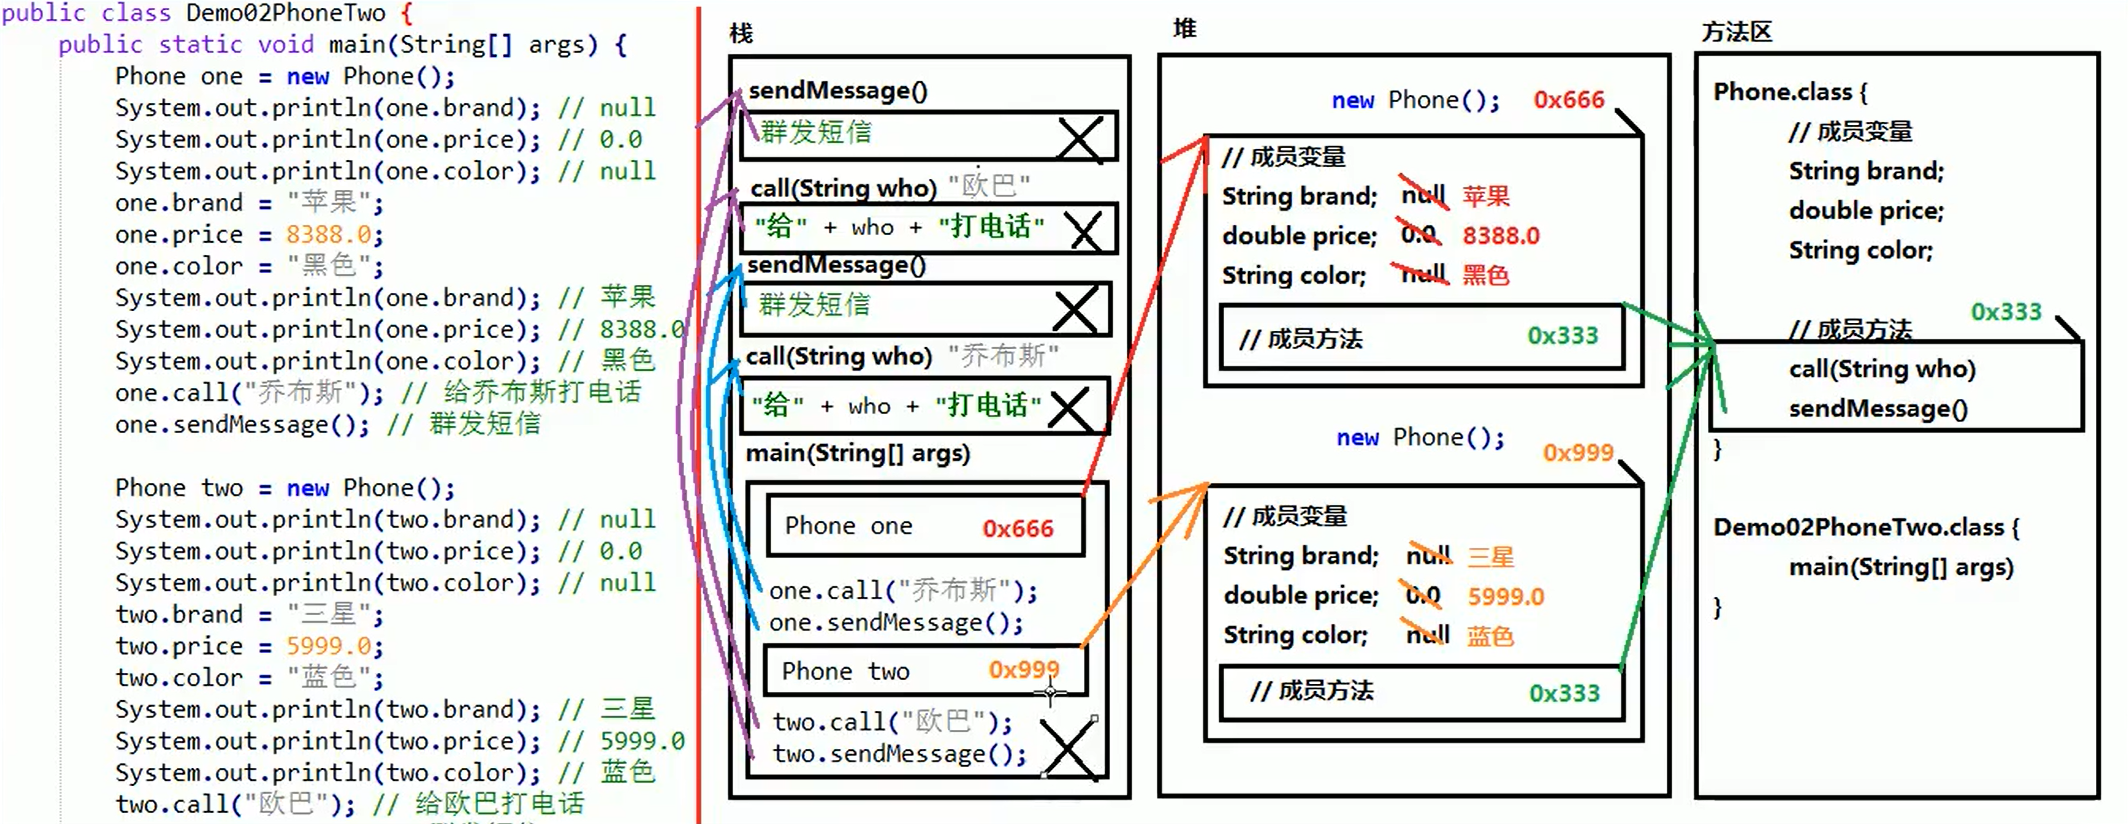 public class Demo02PhoneTwo {
public static void main(String[] args) {
Phone one = new Phone();
System.out.println(one.brand); // null
System.out.println(one.price); // 0.0
System.out.println(one.color); // null
one.brand = "苹果";
one.price = 8388.0;
one.color = "黑色";
System.out.println(one.brand); // 苹果
System.out.println(one.price); // 8388.0
System.out.println(one.color); // 黑色
one.call("乔布斯"); // 给乔布斯打电话
one.sendMessage(); // 群发短信
Phone two = new Phone();
System.out.println(two.brand); // null
System.out.println(two.price); // 0.0
System.out.println(two.color); // null
two.brand = "三星";
two.price = 5999.0;
two.color = "蓝色";
System.out.println(two.brand); // 三星
System.out.println(two.price); // 5999.0
System.out.println(two.color); // 蓝色
two.call("欧巴"); // 给欧巴打电话
栈
sendMessage()
群发短信
call(String who) "欧巴"
"给" + who + "打电话"
sendMessage()
群发短信
call(String who) "乔布斯"
"给" + who + "打电话"
main(String[] args)
Phone one 0x666
one.call("乔布斯");
one.sendMessage();
Phone two 0x999
two.call("欧巴");
two.sendMessage();
堆
new Phone(); 0x666
// 成员变量
String brand; null 苹果
double price; 0.0 8388.0
String color; null 黑色
// 成员方法 0x333
new Phone(); 0x999
// 成员变量
String brand; null 三星
double price; 0.0 5999.0
String color; null 蓝色
// 成员方法 0x333
方法区
Phone.class {
// 成员变量
String brand;
double price;
String color;
// 成员方法 0x333
call(String who)
sendMessage()
}
Demo02PhoneTwo.class {
main(String[] args)
}